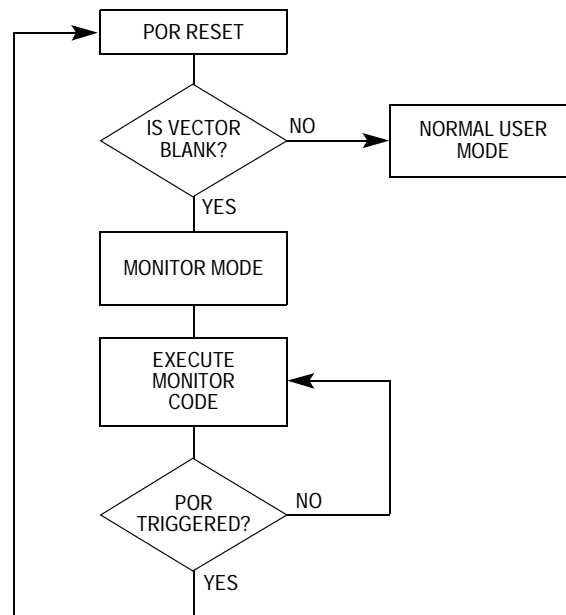 POR RESET
IS VECTOR
BLANK?
NO
NORMAL USER
MODE
YES
MONITOR MODE
EXECUTE
MONITOR
CODE
POR
TRIGGERED?
NO
YES